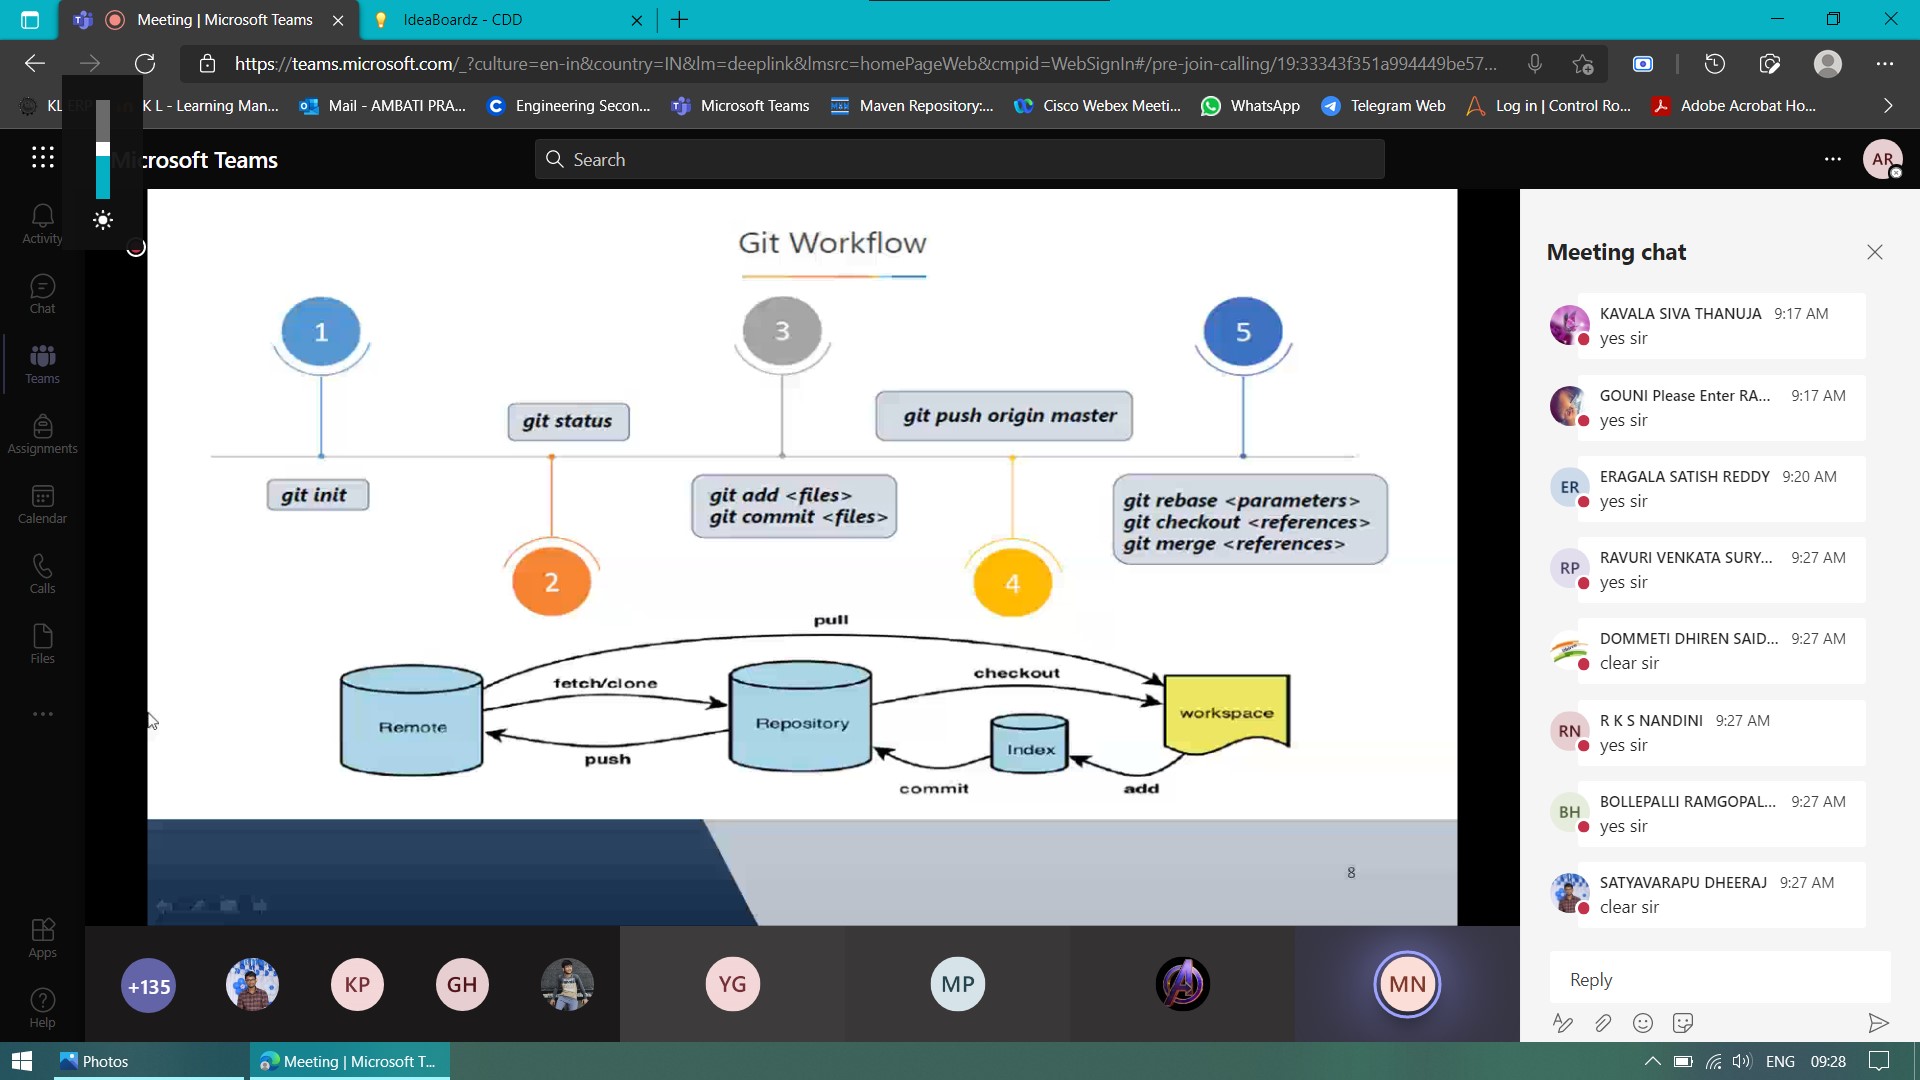 Meeting | Microsoft Teams
IdeaBoardz - CDD
https://teams.microsoft.com/_?culture=en-in&country=IN&lm=deeplink&lmsrc=homePageWeb&cmpid=WebSignIn#/pre-join-calling/19:33343f351a994449be57...
KL ERP
K L - Learning Man...
Mail - AMBATI PRA...
Engineering Secon...
Microsoft Teams
Maven Repository:...
Cisco Webex Meeti...
WhatsApp
Telegram Web
Log in | Control Ro...
Adobe Acrobat Ho...
Microsoft Teams
Search
AR
Activity
Chat
Teams
Assignments
Calendar
Calls
Files
Apps
Help
Git Workflow
1
3
5
git status
git push origin master
git init
git add <files>
git commit <files>
git rebase <parameters>
git checkout <references>
git merge <references>
2
4
pull
fetch/clone
checkout
Remote
Repository
Index
workspace
push
commit
add
8
Meeting chat
KAVALA SIVA THANUJA 9:17 AM
yes sir
GOUNI Please Enter RA... 9:17 AM
yes sir
ER
ERAGALA SATISH REDDY 9:20 AM
yes sir
RP
RAVURI VENKATA SURY... 9:27 AM
yes sir
DOMMETI DHIREN SAID... 9:27 AM
clear sir
RN
R K S NANDINI 9:27 AM
yes sir
BH
BOLLEPALLI RAMGOPAL... 9:27 AM
yes sir
SATYAVARAPU DHEERAJ 9:27 AM
clear sir
Reply
+135
KP
GH
YG
MP
MN
Photos
Meeting | Microsoft T...
ENG
09:28